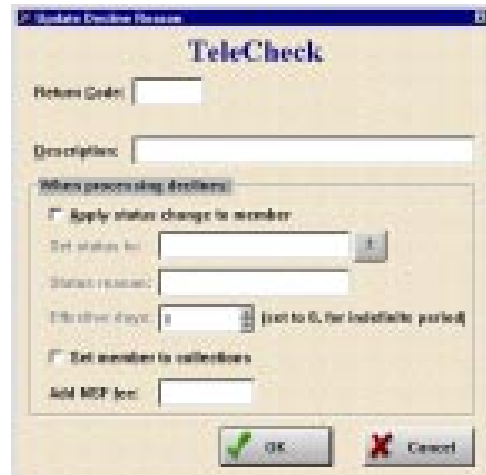 Update Decline Reason
TeleCheck
Return Code:
Description:
When processing declines:
Apply status change to member
Set status to:
Status reason:
Effective days: (set to 0, for indefinite period)
Set member to collections
Add NSF fee:
OK Cancel